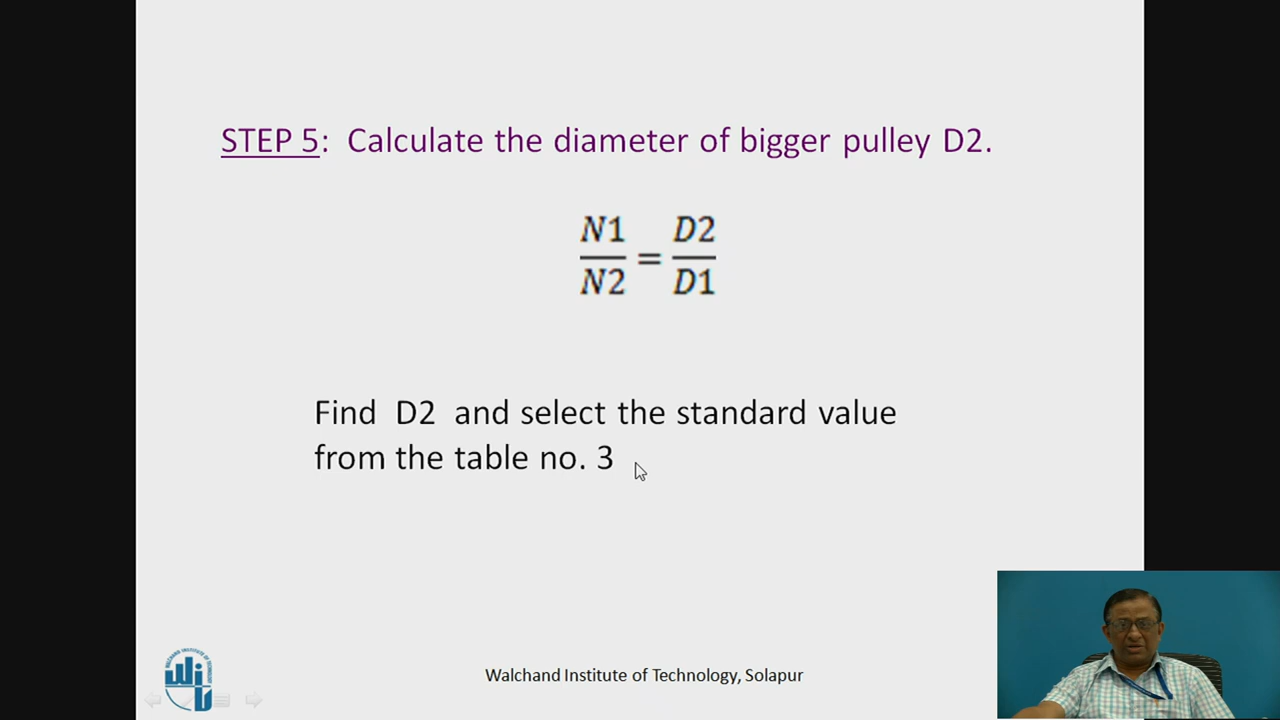 STEP 5: Calculate the diameter of bigger pulley D2.
N1/N2 = D2/D1
Find D2 and select the standard value
from the table no. 3
Walchand Institute of Technology, Solapur